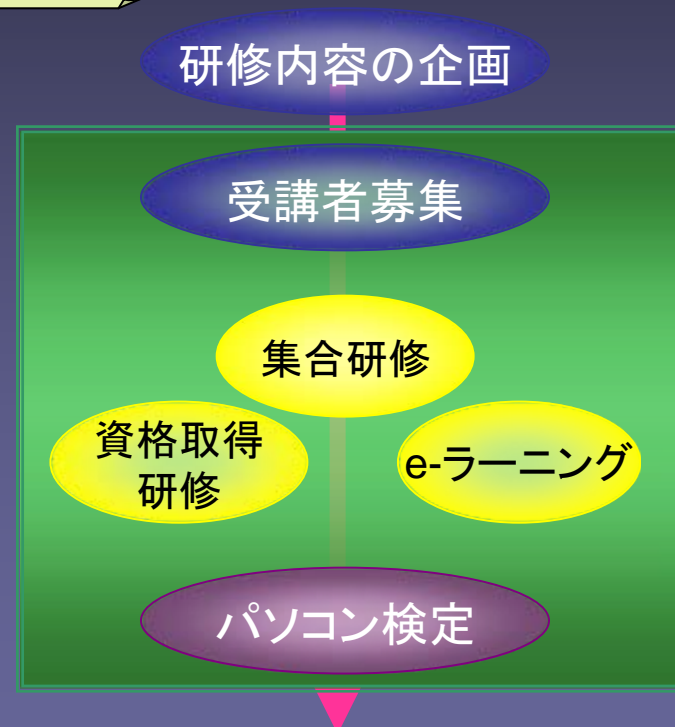 研修内容の企画
受講者募集
集合研修
資格取得
研修
e-ラーニング
パソコン検定